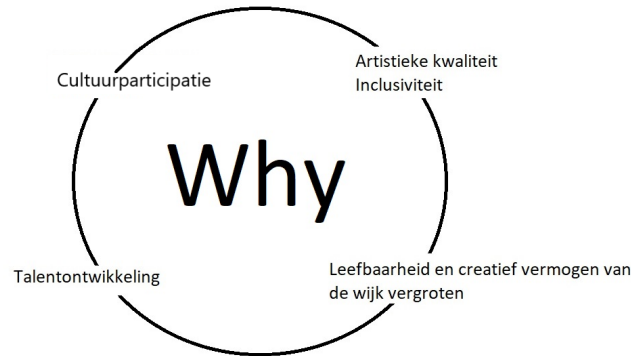 Cultuurparticipatie
Artistieke kwaliteit
Inclusiviteit
Why
Talentontwikkeling
Leefbaarheid en creatief vermogen van
de wijk vergroten